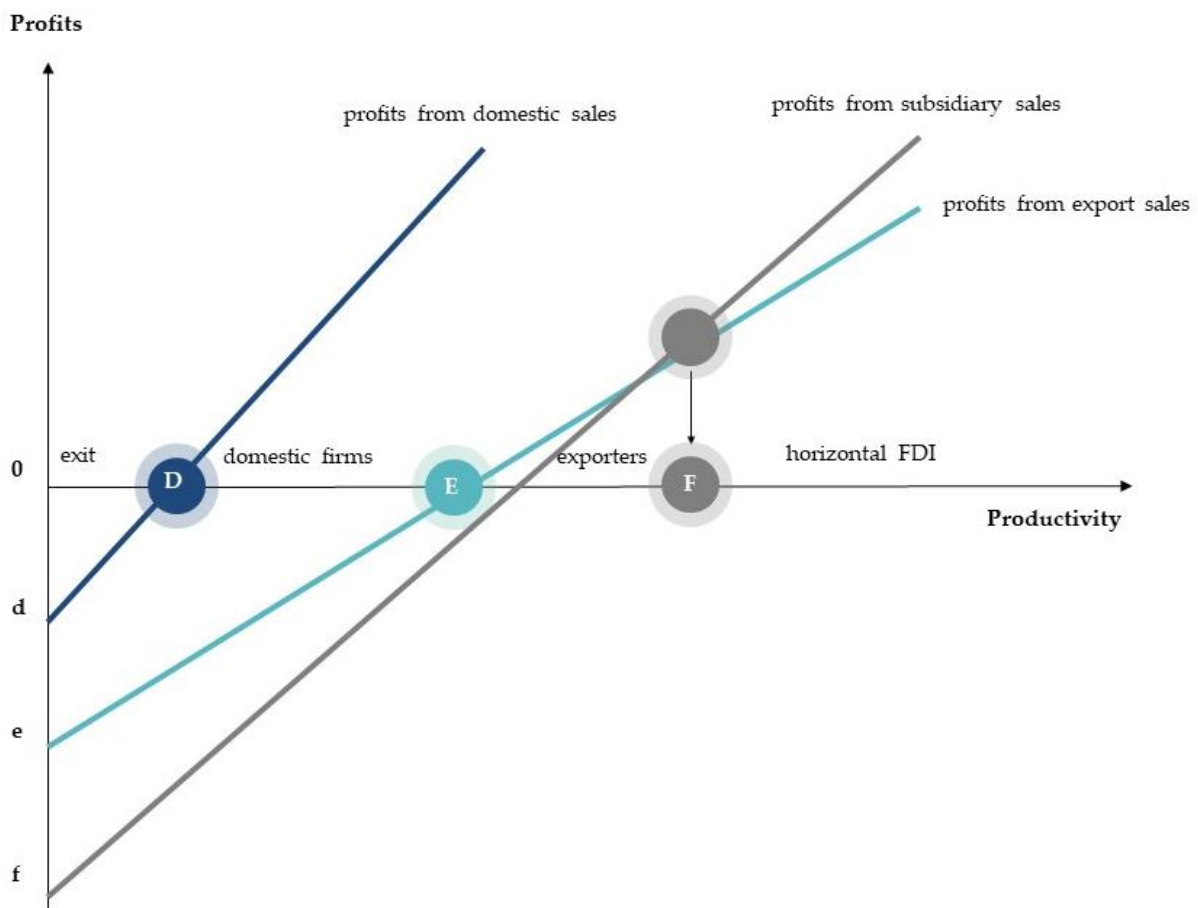 Profits
profits from domestic sales
profits from subsidiary sales
profits from export sales
0
exit
D
domestic firms
E
exporters
F
horizontal FDI
Productivity
d
e
f